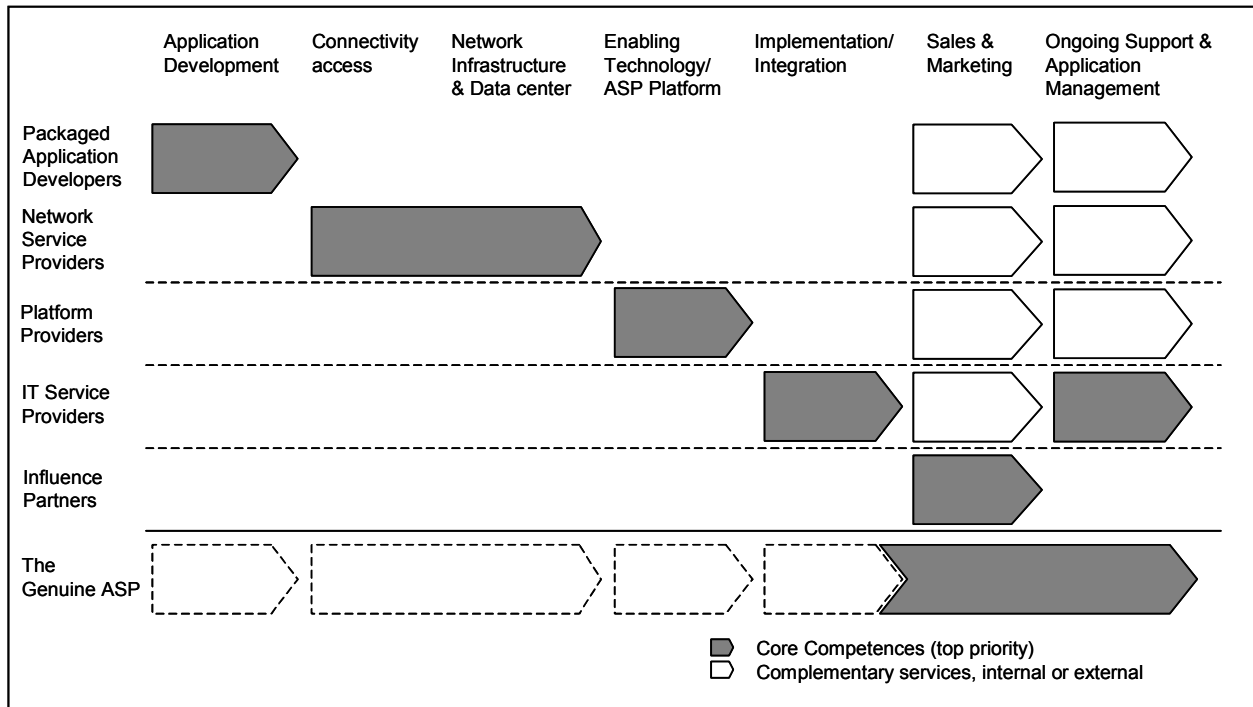 Application
Development
Connectivity
access
Network
Infrastructure
& Data center
Enabling
Technology/
ASP Platform
Implementation/
Integration
Sales &
Marketing
Ongoing Support &
Application
Management
Packaged
Application
Developers
Network
Service
Providers
Platform
Providers
IT Service
Providers
Influence
Partners
The
Genuine ASP
Core Competences (top priority)
Complementary services, internal or external